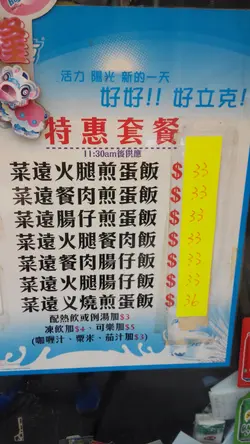 活力 陽光 新的一天
好好!! 好立克!
特惠套餐
11:30am後供應
菜遠火腿煎蛋飯 $33
菜遠餐肉煎蛋飯 $33
菜遠腸仔煎蛋飯 $33
菜遠火腿餐肉飯 $33
菜遠餐肉腸仔飯 $33
菜遠火腿腸仔飯 $33
菜遠义燒煎蛋飯 $36
配熱飲或例湯加$3
凍飲加$4、可樂加$5
(咖喱汁、粟米、茄汁加$3)